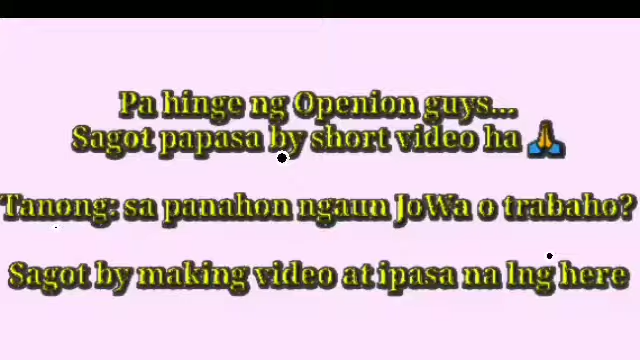 Pa hinge ng Openion guys...
Sagot papasa by short video ha 🙏
Tanong: sa panahon ngaun JoWa o trabaho?
Sagot by making video at ipasa na lng here